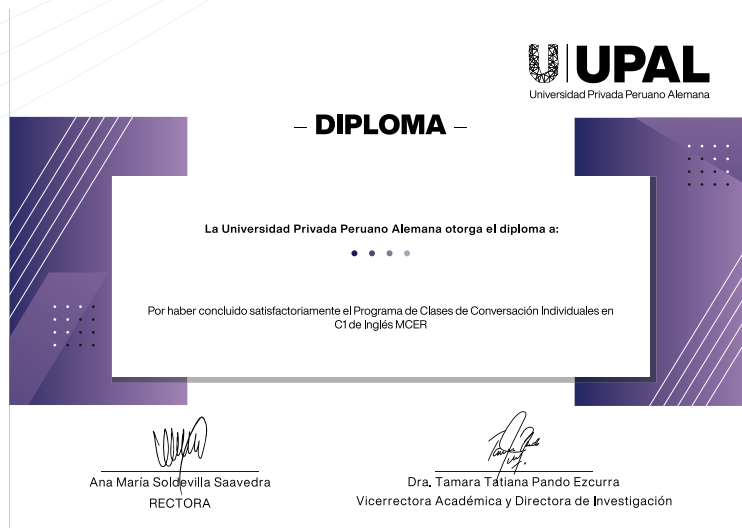 UPAL
Universidad Privada Peruano Alemana
– DIPLOMA –
La Universidad Privada Peruano Alemana otorga el diploma a:
Por haber concluido satisfactoriamente el Programa de Clases de Conversación Individuales en
C1 de Inglés MCER
Ana María Soldevilla Saavedra
RECTORA
Dra. Tamara Tatiana Pando Ezcurra
Vicerrectora Académica y Directora de Investigación